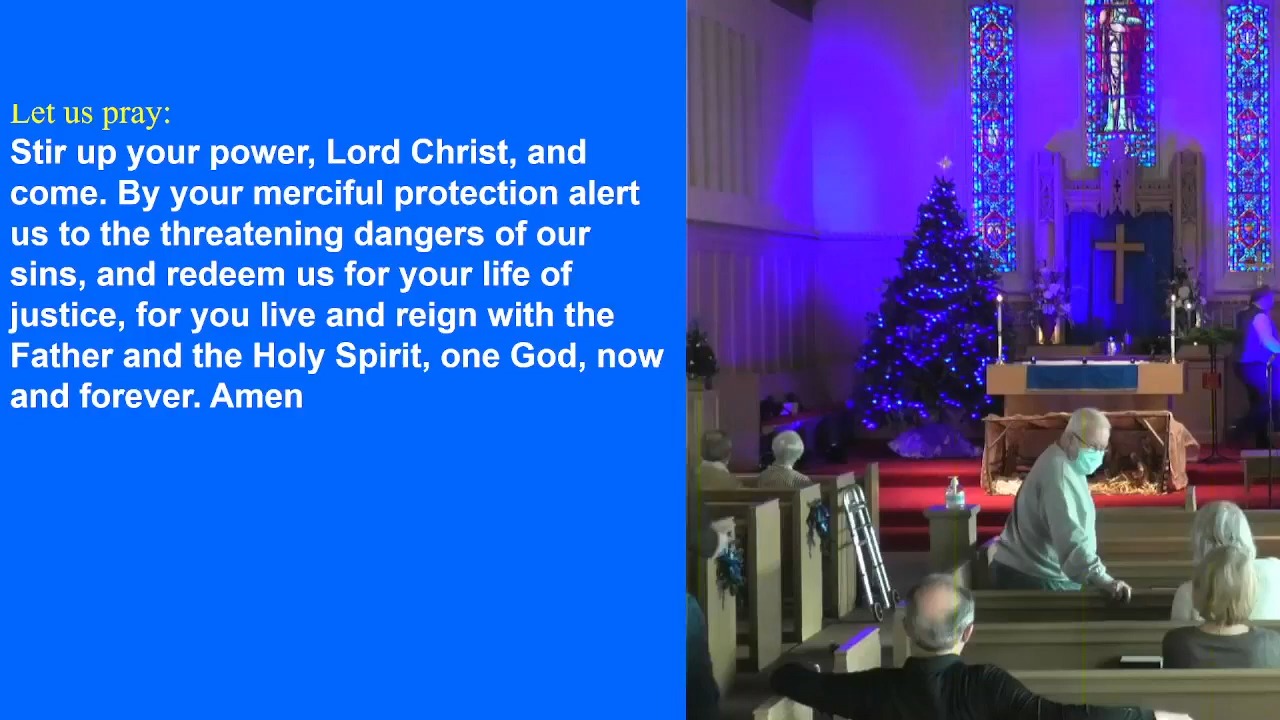 Let us pray:
Stir up your power, Lord Christ, and
come. By your merciful protection alert
us to the threatening dangers of our
sins, and redeem us for your life of
justice, for you live and reign with the
Father and the Holy Spirit, one God, now
and forever. Amen